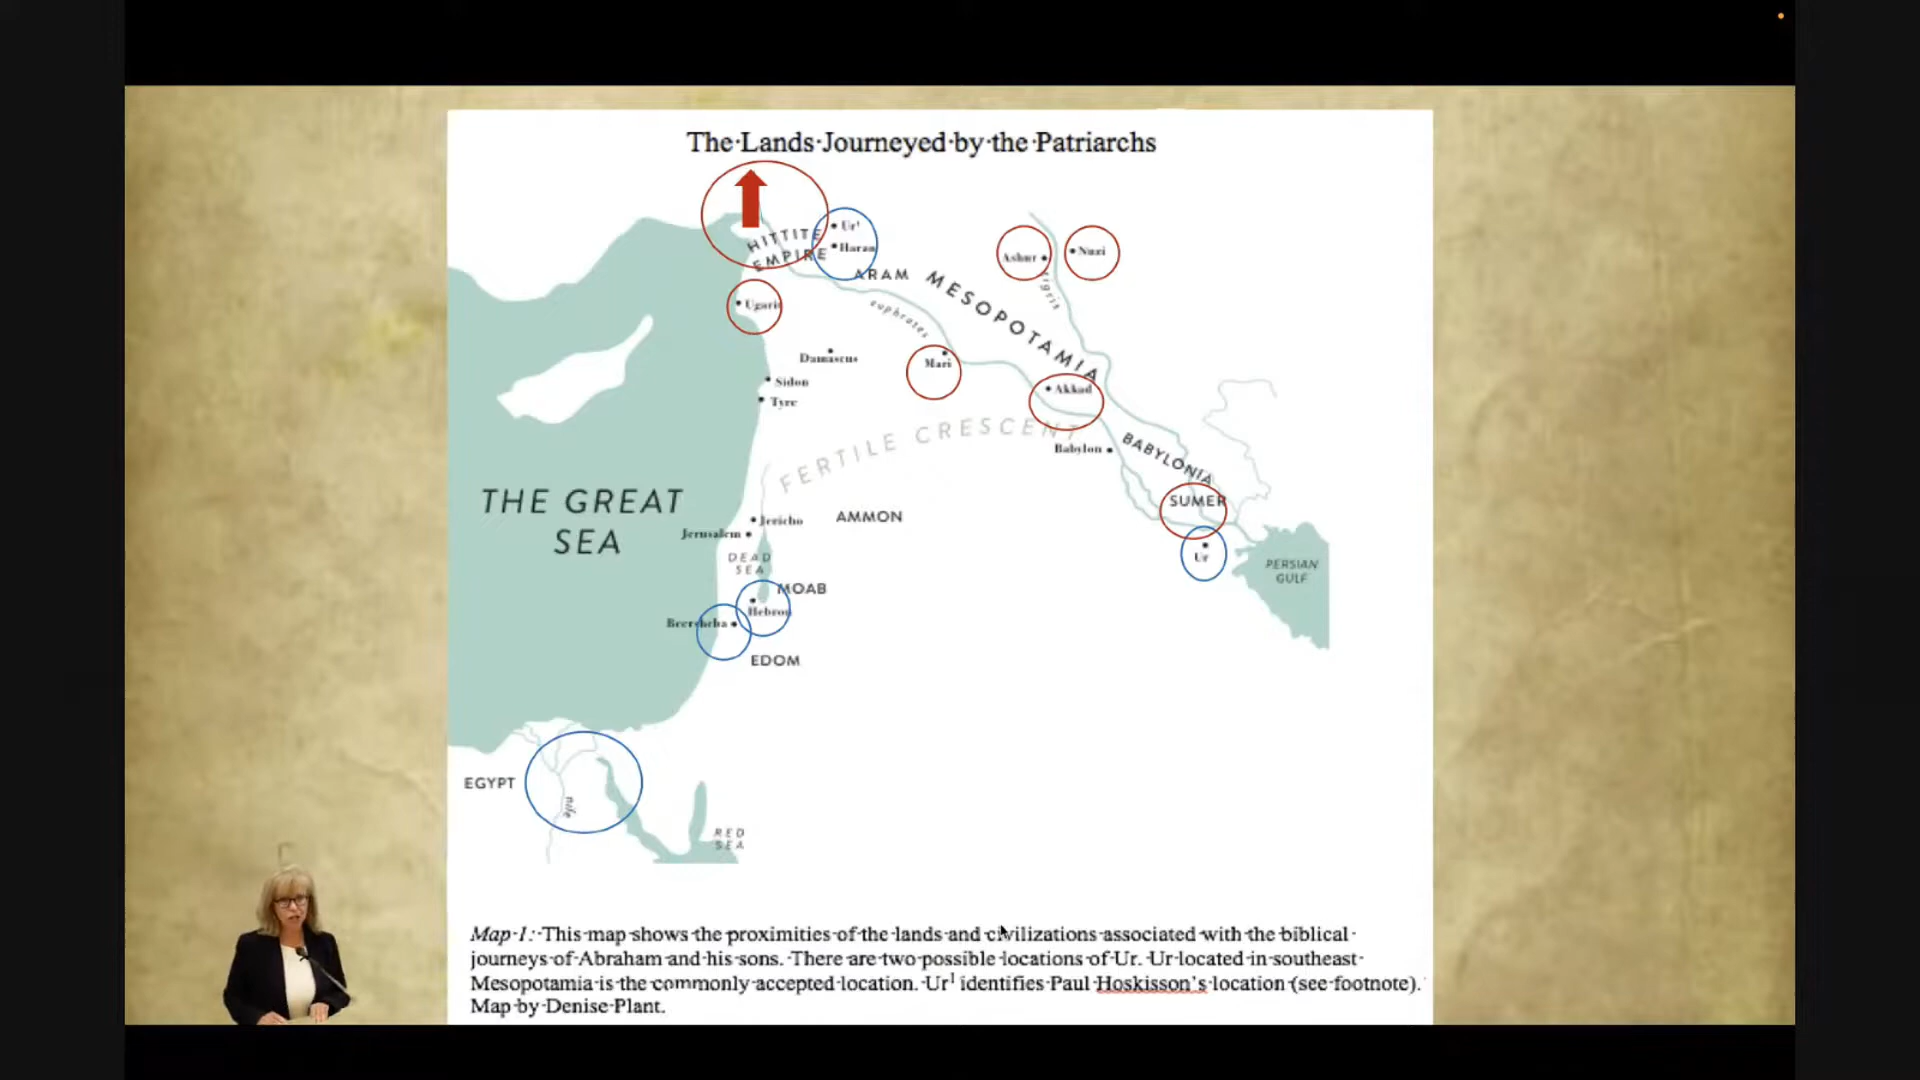 The Lands Journeyed by the Patriarchs
HITTITE
EMPIRE
Ur¹
Haran
ARAM
MESOPOTAMIA
Ashur
Nuzi
tigris
Ugarit
euphrates
Damascus
Mari
Sidon
Tyre
Akkad
FERTILE CRESCENT
Babylon
BABYLONIA
SUMER
Ur
PERSIAN
GULF
THE GREAT
SEA
Jericho
AMMON
Jerusalem
DEAD
SEA
MOAB
Hebron
Beersheba
EDOM
EGYPT
nile
RED
SEA
Map 1: This map shows the proximities of the lands and civilizations associated with the biblical
journeys of Abraham and his sons. There are two possible locations of Ur. Ur located in southeast
Mesopotamia is the commonly accepted location. Ur¹ identifies Paul Hoskisson's location (see footnote).
Map by Denise Plant.